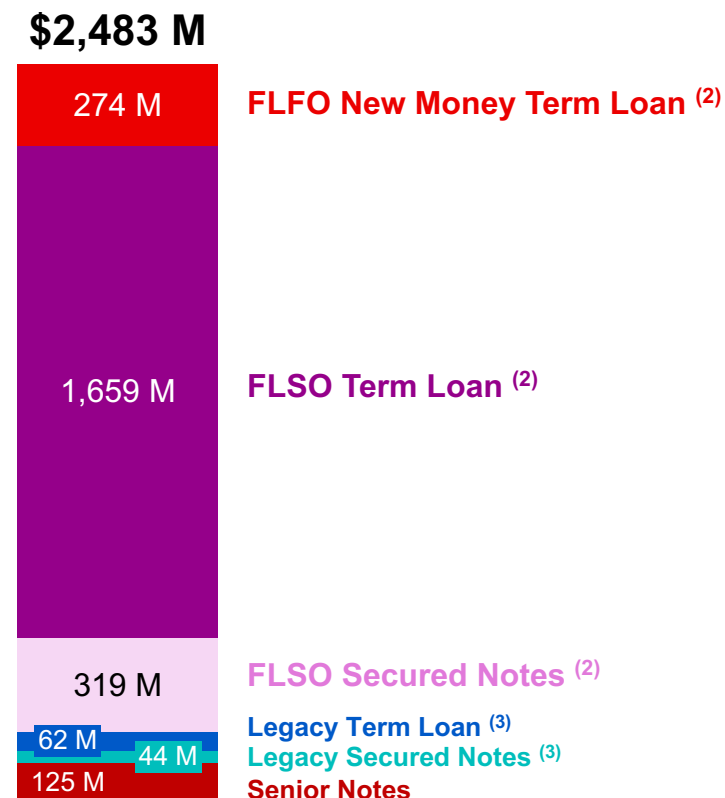 $2,483 M
274 M FLFO New Money Term Loan (2)
1,659 M FLSO Term Loan (2)
319 M FLSO Secured Notes (2)
62 M Legacy Term Loan (3)
44 M Legacy Secured Notes (3)
125 M Senior Notes